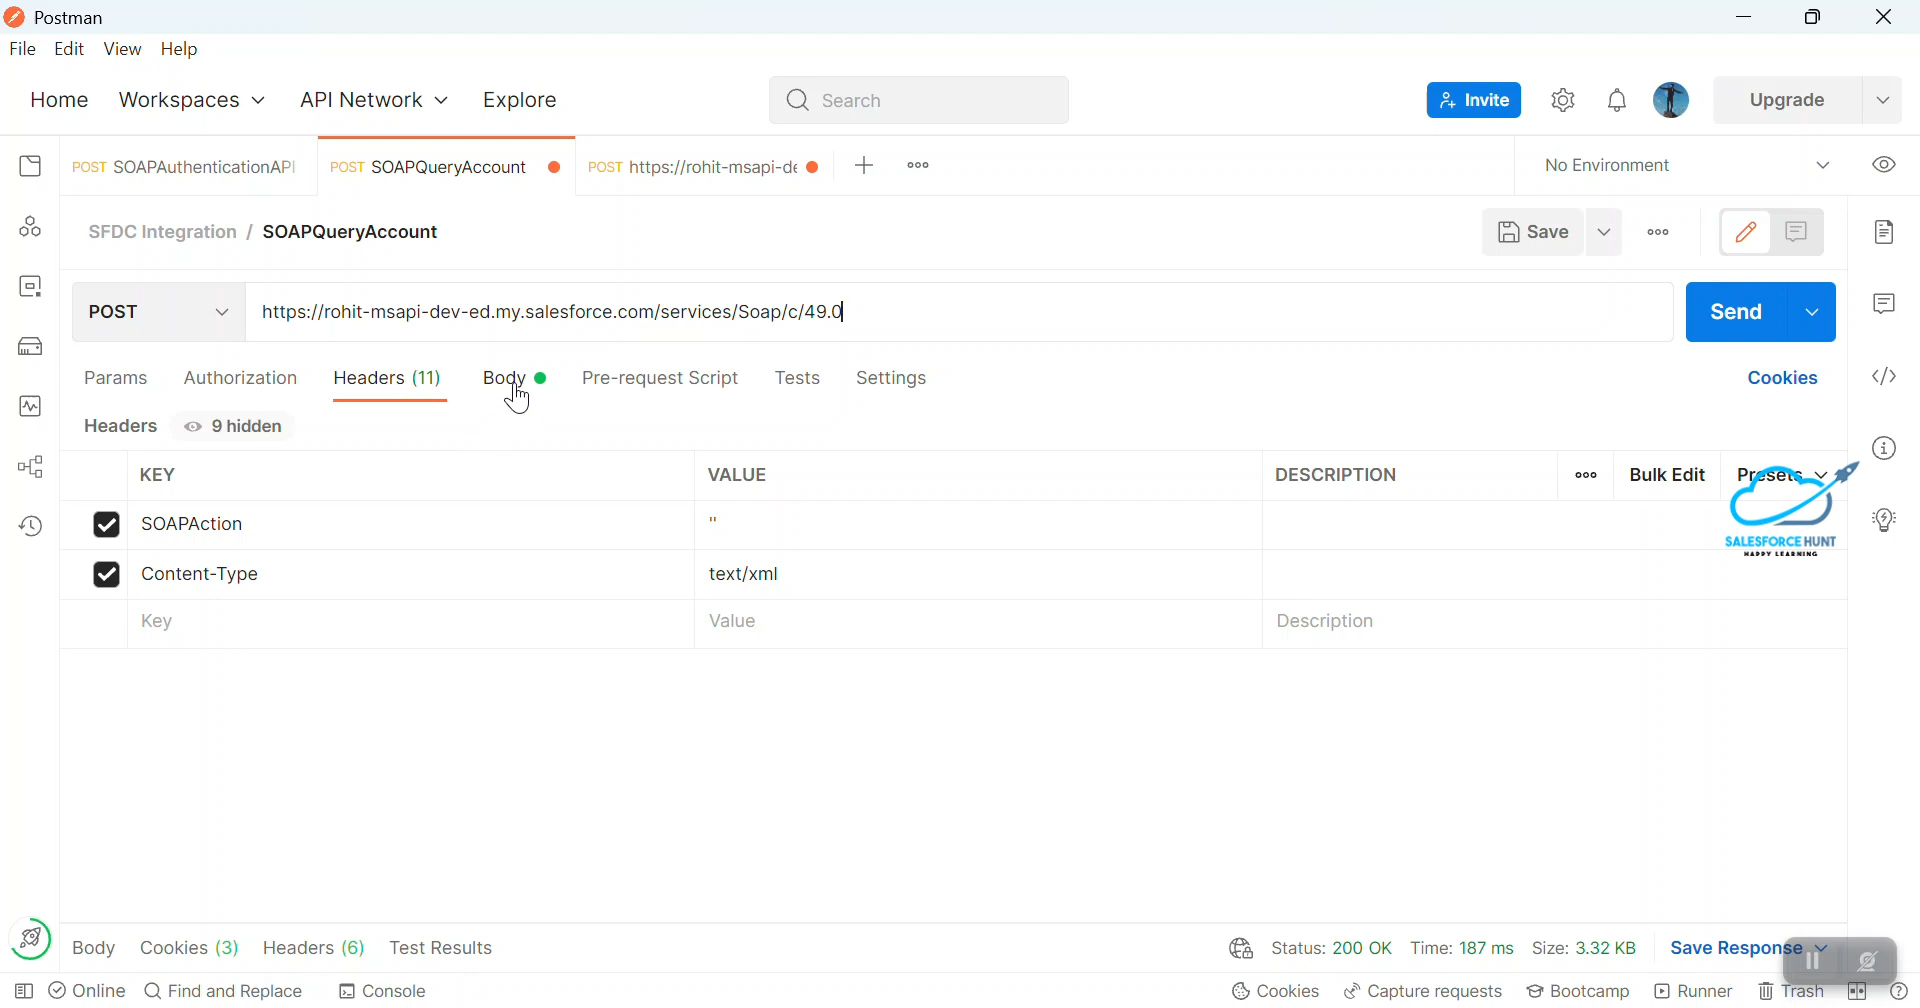 Postman
File Edit View Help
Home Workspaces API Network Explore Search Invite Upgrade
POST SOAPAuthenticationAPI POST SOAPQueryAccount POST https://rohit-msapi-de No Environment
SFDC Integration / SOAPQueryAccount Save
POST https://rohit-msapi-dev-ed.my.salesforce.com/services/Soap/c/49.0 Send
Params Authorization Headers (11) Body Pre-request Script Tests Settings Cookies
Headers 9 hidden
KEY VALUE DESCRIPTION Bulk Edit Presets
SOAPAction "
SALESFORCE HUNT
HAPPY LEARNING
Content-Type text/xml
Key Value Description
Body Cookies (3) Headers (6) Test Results Status: 200 OK Time: 187 ms Size: 3.32 KB Save Response
Online Find and Replace Console Cookies Capture requests Bootcamp Runner Trash